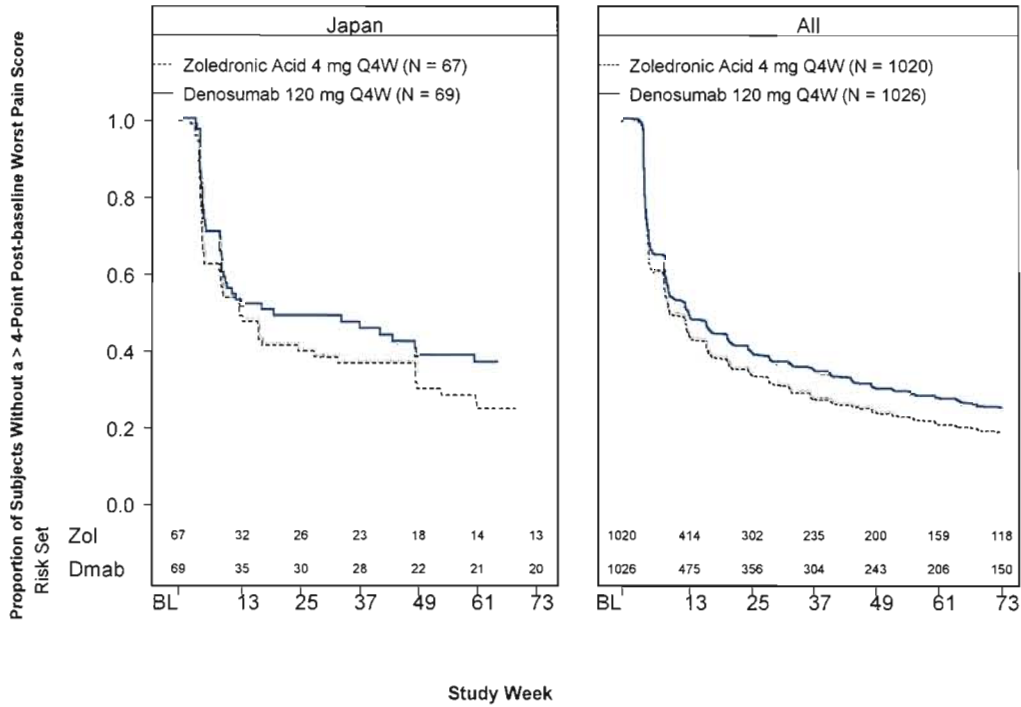 Proportion of Subjects Without a > 4-Point Post-baseline Worst Pain Score
Japan
Zoledronic Acid 4 mg Q4W (N = 67)
Denosumab 120 mg Q4W (N = 69)
All
Zoledronic Acid 4 mg Q4W (N = 1020)
Denosumab 120 mg Q4W (N = 1026)
1.0
0.8
0.6
0.4
0.2
0.0
Risk Set
Zol 67 32 26 23 18 14 13 1020 414 302 235 200 159 118
Dmab 69 35 30 28 22 21 20 1026 475 356 304 243 206 150
BL 13 25 37 49 61 73 BL 13 25 37 49 61 73
Study Week